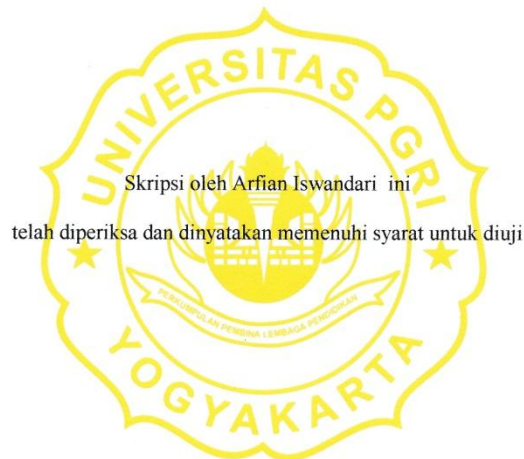 UNIVERSITAS PGRI
Skripsi oleh Arfian Iswandari ini
telah diperiksa dan dinyatakan memenuhi syarat untuk diuji
PERKUMPULAN PEMBINA LEMBAGA PENDIDIKAN
YOGYAKARTA